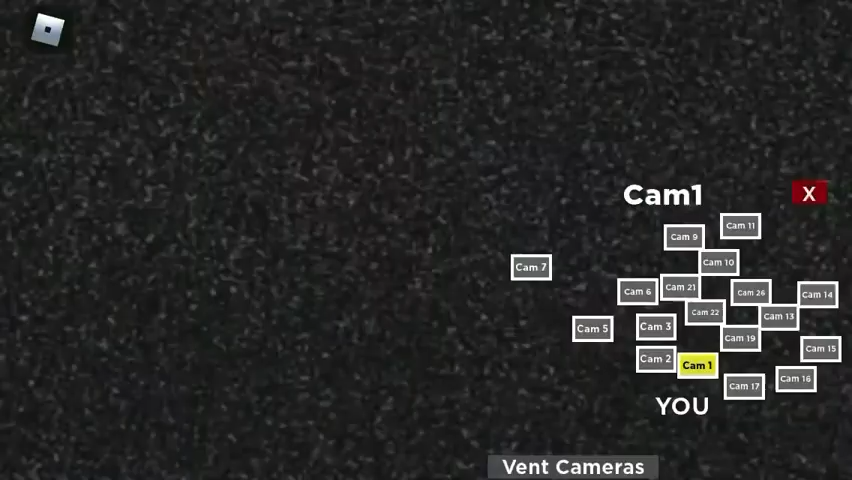 Cam1
X
Cam 11
Cam 9
Cam 10
Cam 7
Cam 21
Cam 6
Cam 26
Cam 14
Cam 22
Cam 13
Cam 3
Cam 5
Cam 19
Cam 15
Cam 2
Cam 1
Cam 16
Cam 17
YOU
Vent Cameras